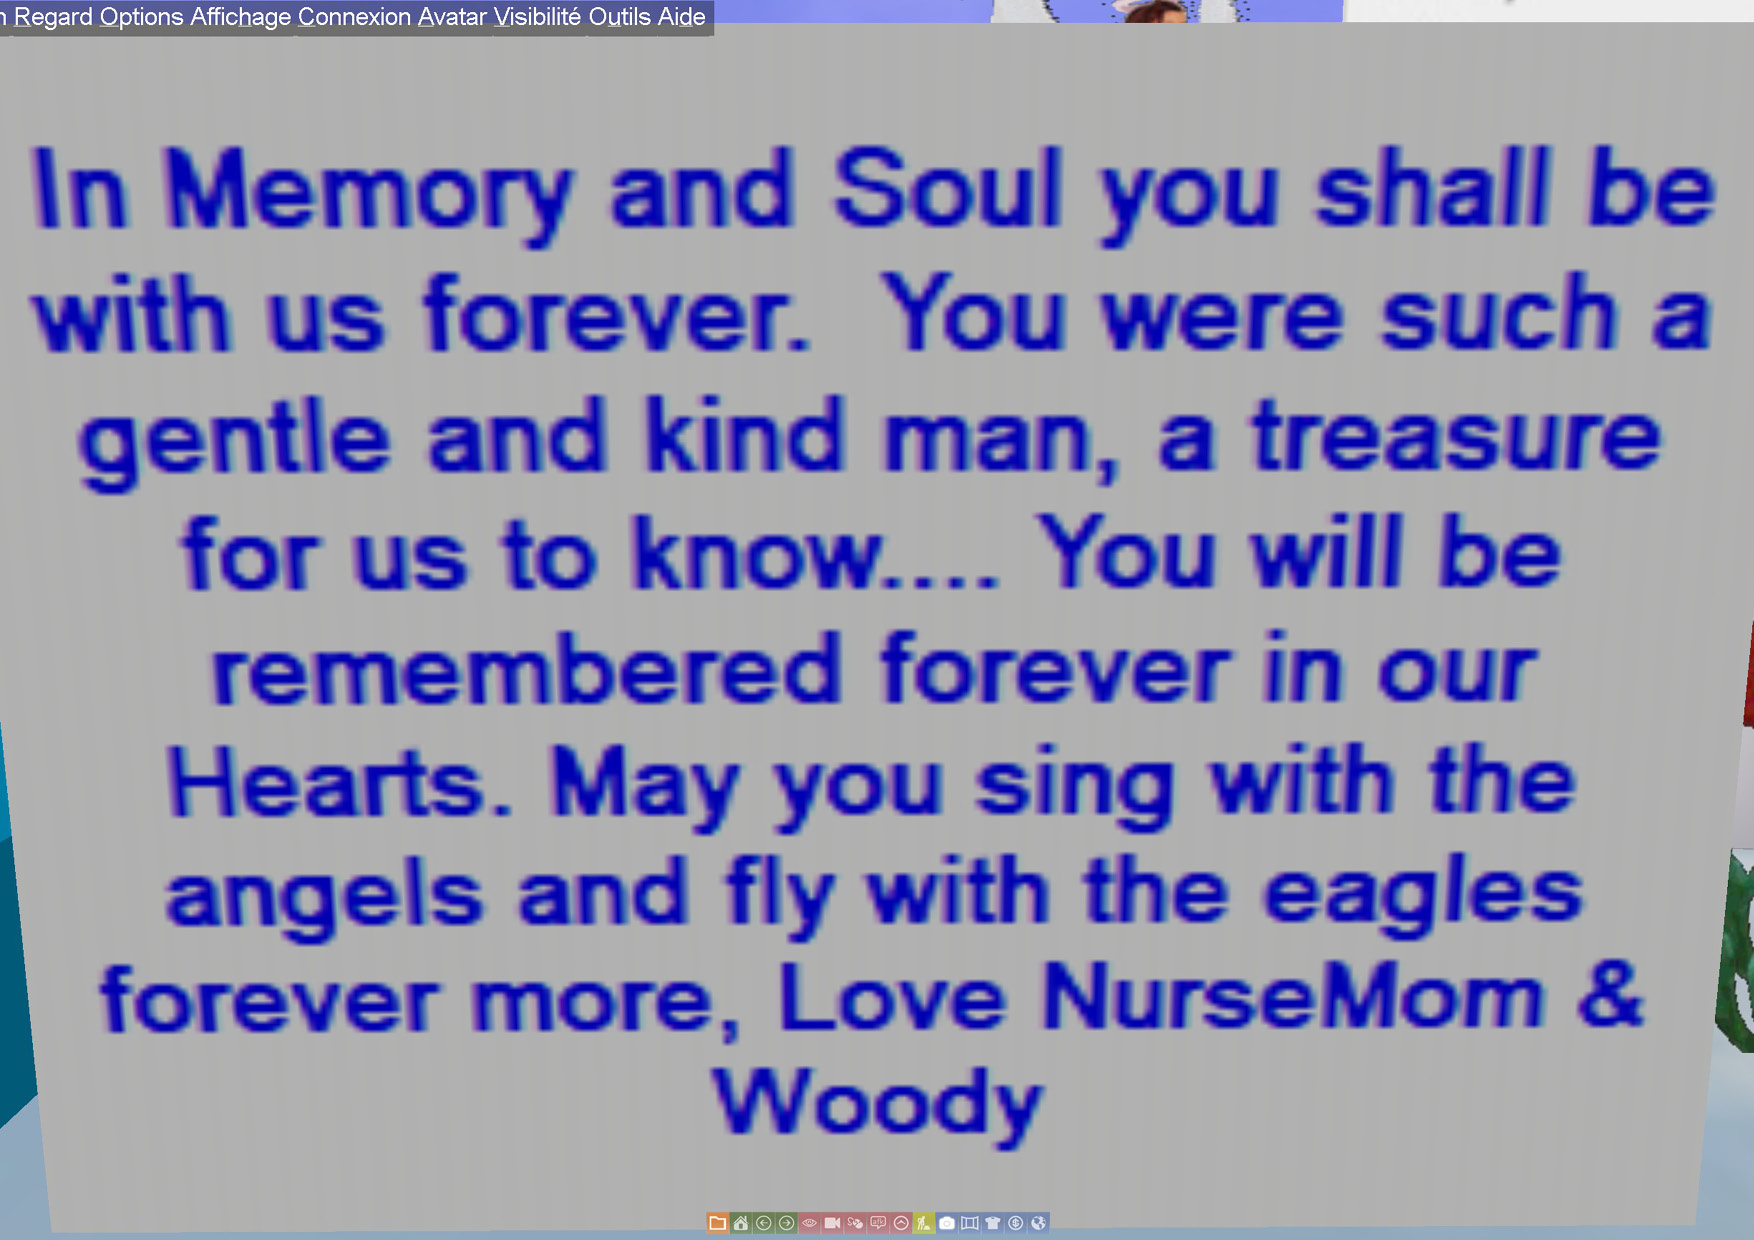 Regard Options Affichage Connexion Avatar Visibilité Outils Aide
In Memory and Soul you shall be
with us forever.  You were such a
gentle and kind man, a treasure
for us to know.... You will be
remembered forever in our
Hearts. May you sing with the
angels and fly with the eagles
forever more, Love NurseMom &
Woody